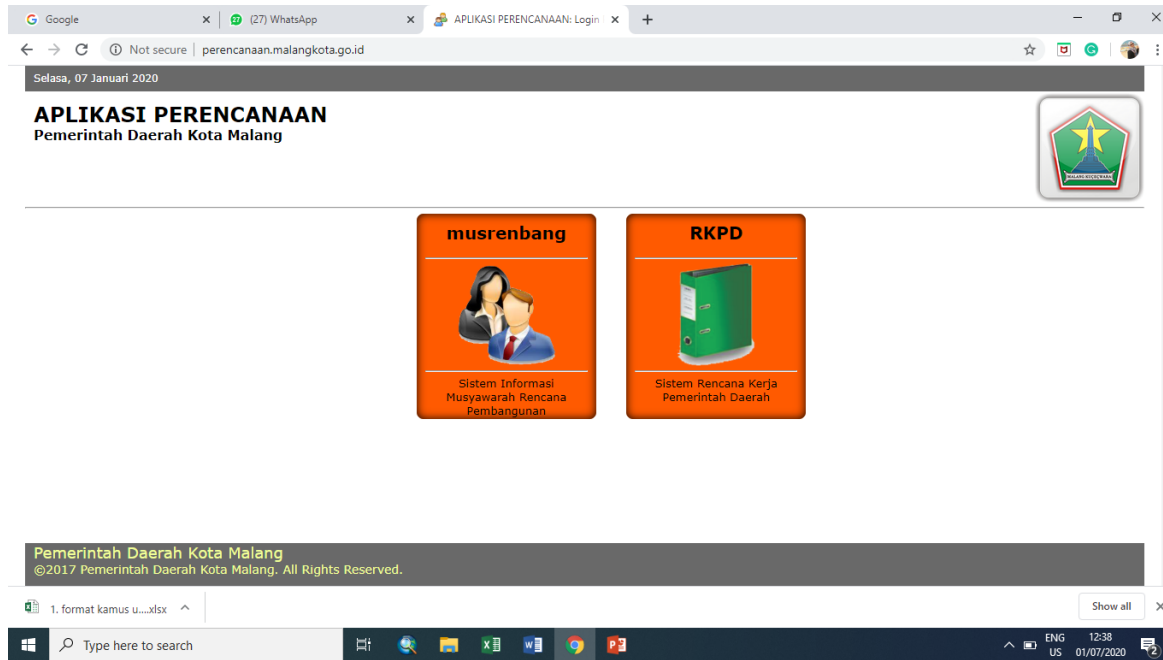 Google
(27) WhatsApp
APLIKASI PERENCANAAN: Login
Not secure | perencanaan.malangkota.go.id
Selasa, 07 Januari 2020
APLIKASI PERENCANAAN
Pemerintah Daerah Kota Malang
musrenbang
Sistem Informasi
Musyawarah Rencana
Pembangunan
RKPD
Sistem Rencana Kerja
Pemerintah Daerah
Pemerintah Daerah Kota Malang
©2017 Pemerintah Daerah Kota Malang. All Rights Reserved.
1. format kamus u....xlsx
Show all
Type here to search
ENG
US
12:38
01/07/2020
2